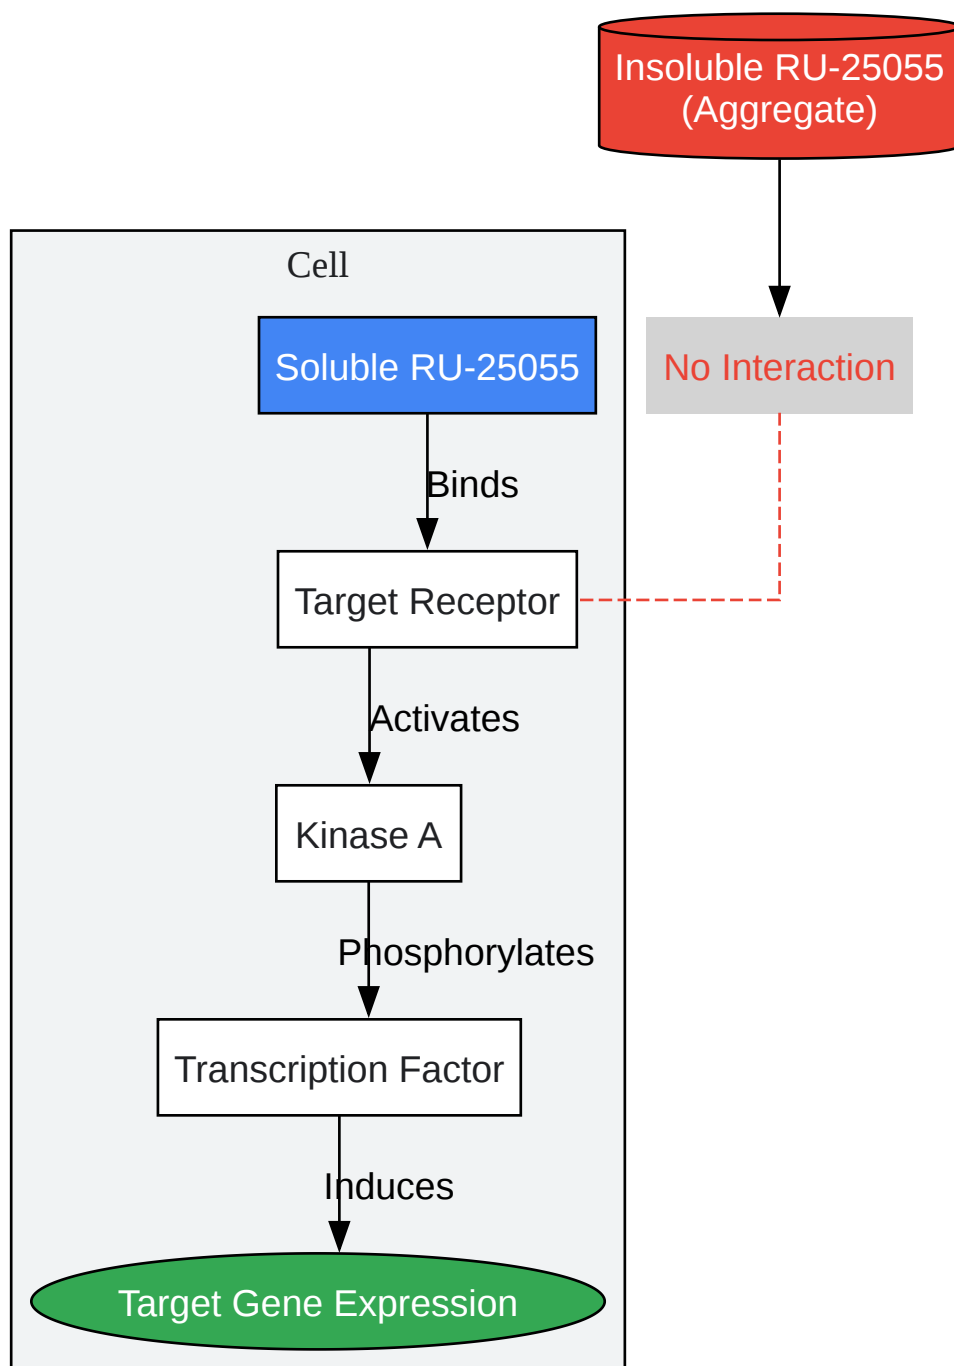 Insoluble RU-25055
(Aggregate)
Cell
Soluble RU-25055
No Interaction
Binds
Target Receptor
Activates
Kinase A
Phosphorylates
Transcription Factor
Induces
Target Gene Expression